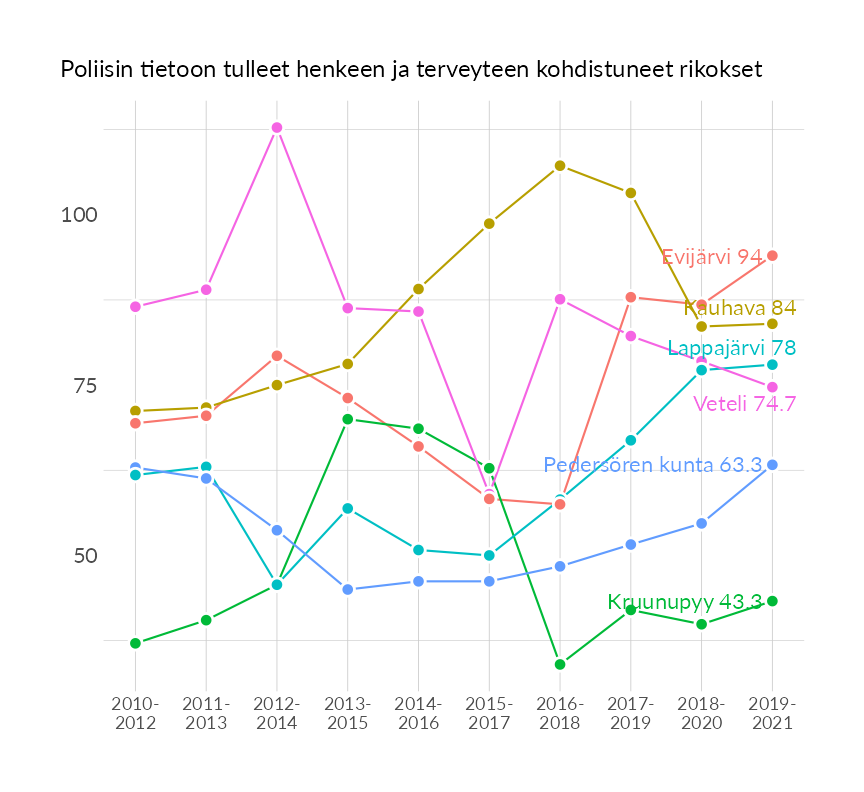 Poliisin tietoon tulleet henkeen ja terveyteen kohdistuneet rikokset
100
75
50
Evijärvi 94
Kauhava 84
Lappajärvi 78
Veteli 74.7
Pedersören kunta 63.3
Kruunupyy 43.3
2010-2012 2011-2013 2012-2014 2013-2015 2014-2016 2015-2017 2016-2018 2017-2019 2018-2020 2019-2021